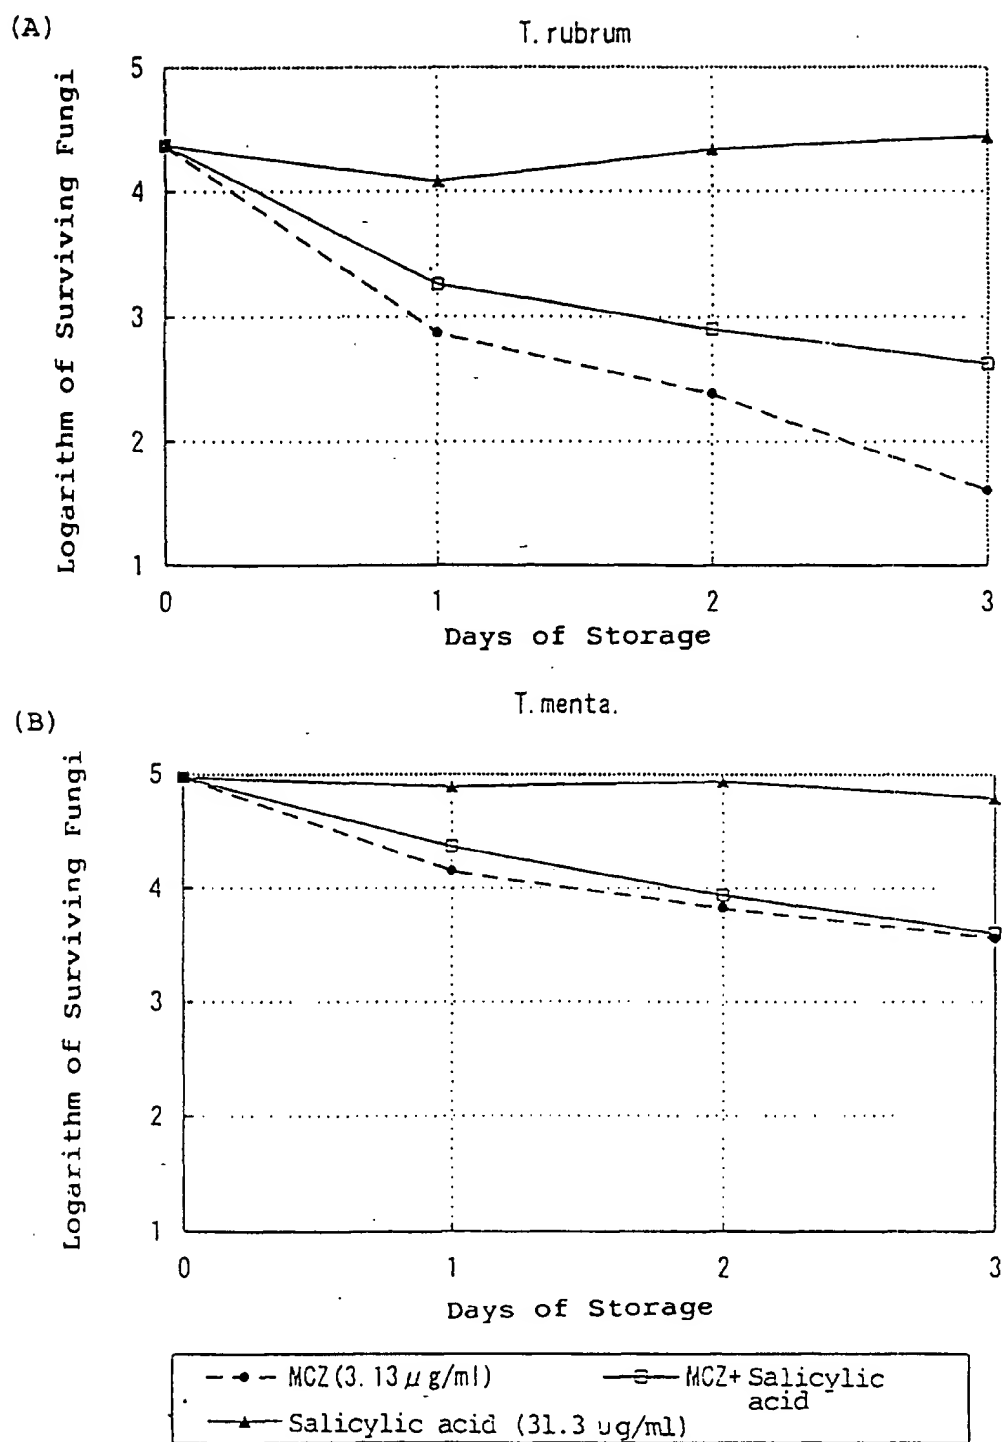 (A)
T. rubrum
Logarithm of Surviving Fungi
5
4
3
2
1
0 1 2 3
Days of Storage
(B)
T. menta.
Logarithm of Surviving Fungi
5
4
3
2
1
0 1 2 3
Days of Storage
MCZ (3.13 μg/ml)
MCZ+ Salicylic
acid
Salicylic acid (31.3 ug/ml)